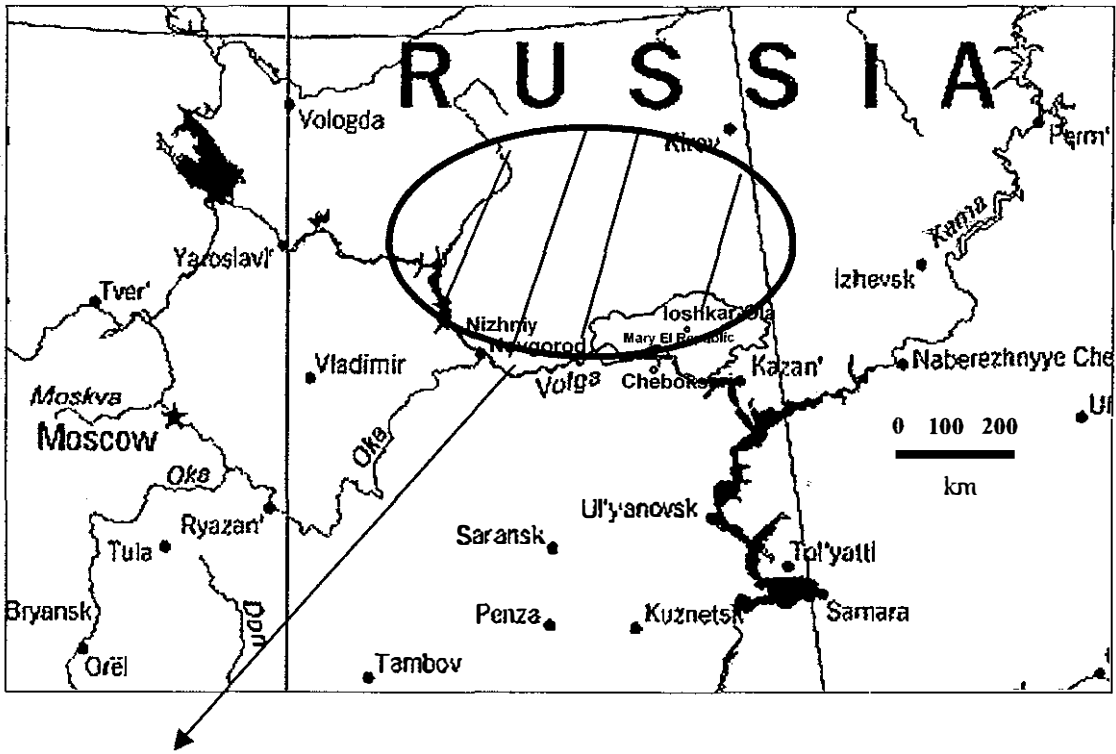 RUSSIA
Vologda
Kirov
Perm'
Yaroslavl'
Kama
Izhevsk
Tver'
Ioshkar Ola
Nizhniy
Novgorod
Mary El Republic
Vladimir
Volga
Kazan'
Naberezhnyye Che
Moskva
Moscow
Oka
Oka
0 100 200
km
Ryazan'
Ul'yanovsk
Tula
Saransk
Tol'yatti
Bryansk
Don
Penza
Kuznetsk
Samara
Orël
Tambov